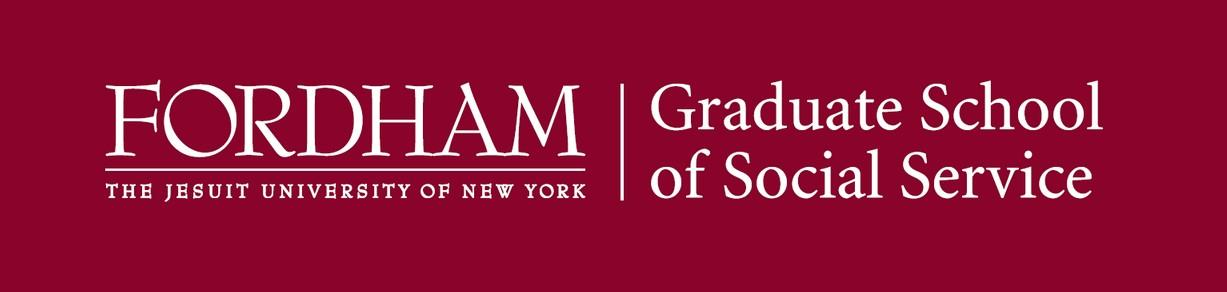 FORDHAM
THE JESUIT UNIVERSITY OF NEW YORK
Graduate School
of Social Service